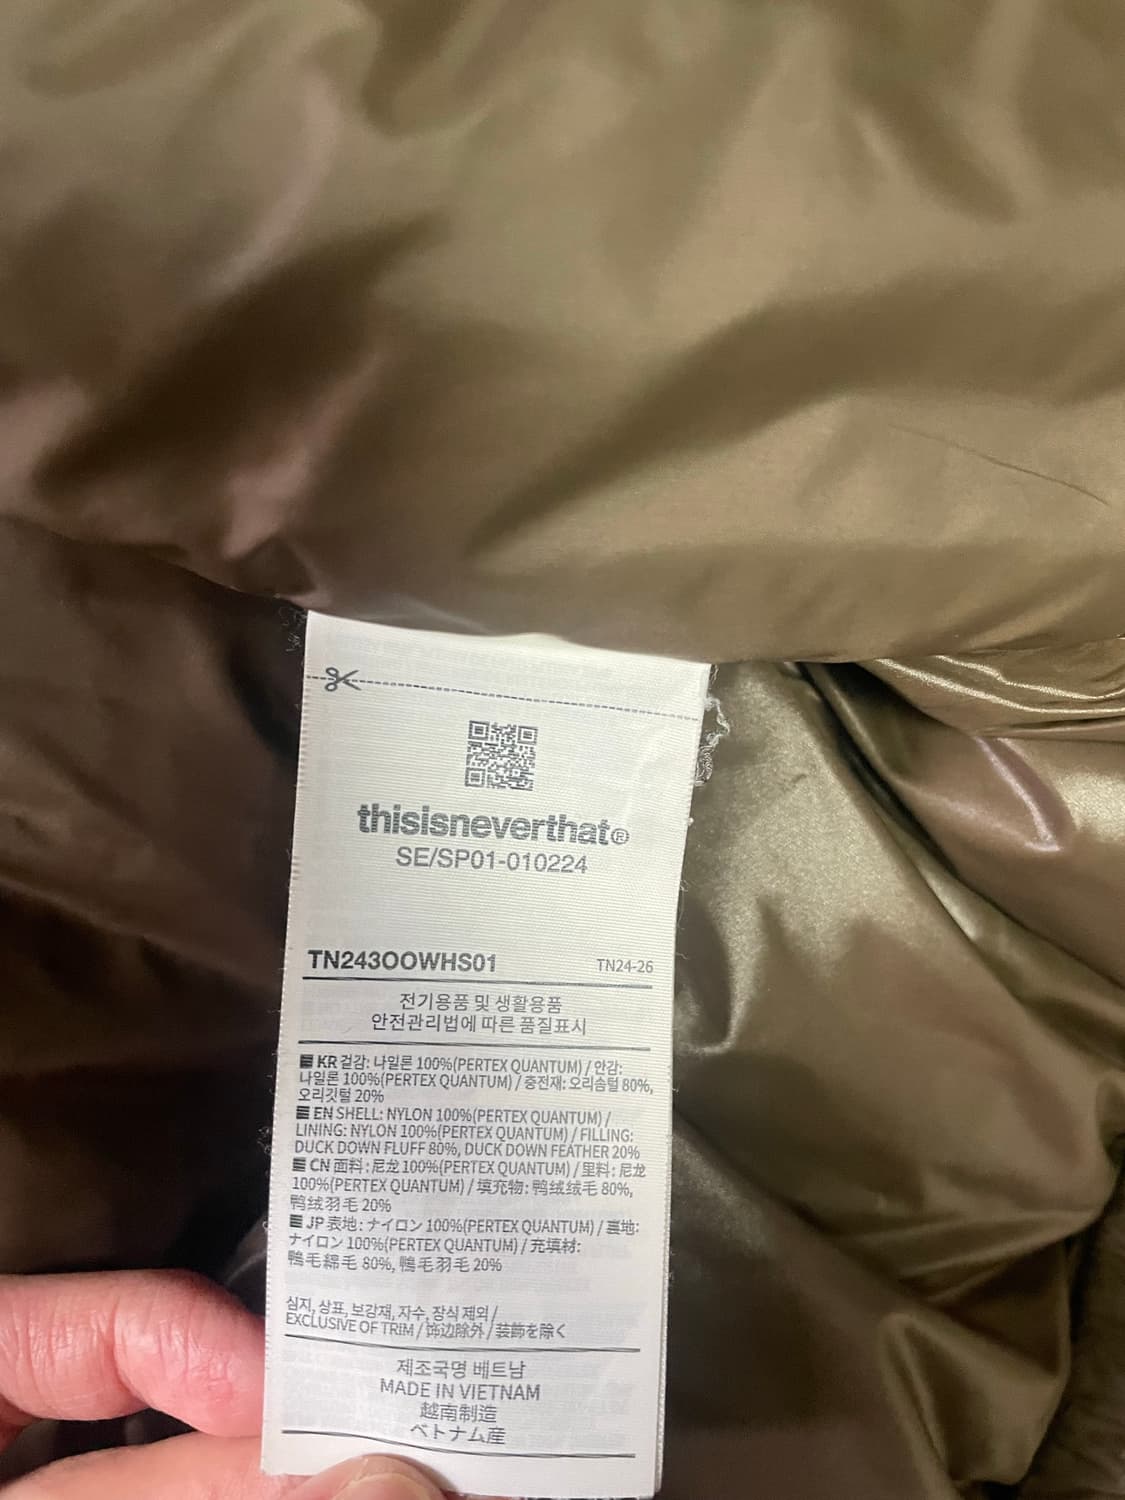 thisisneverthat®
SE/SP01-010224
TN243OOWHS01
TN24-26
전기용품 및 생활용품
안전관리법에 따른 품질표시
KR 겉감: 나일론 100%(PERTEX QUANTUM) / 안감:
나일론 100%(PERTEX QUANTUM) / 충전재: 오리솜털 80%,
오리깃털 20%
EN SHELL: NYLON 100%(PERTEX QUANTUM) /
LINING: NYLON 100%(PERTEX QUANTUM) / FILLING:
DUCK DOWN FLUFF 80%, DUCK DOWN FEATHER 20%
CN 面料: 尼龙 100%(PERTEX QUANTUM) / 里料: 尼龙
100%(PERTEX QUANTUM) / 填充物: 鸭绒绒毛 80%,
鸭绒羽毛 20%
JP 表地: ナイロン 100%(PERTEX QUANTUM) / 裏地:
ナイロン 100%(PERTEX QUANTUM) / 充填材:
鴨毛綿毛 80%, 鴨毛羽毛 20%
심지, 상표, 보강재, 자수, 장식 제외 /
EXCLUSIVE OF TRIM / 饰边除外 / 装飾を除く
제조국명 베트남
MADE IN VIETNAM
越南制造
ベトナム産